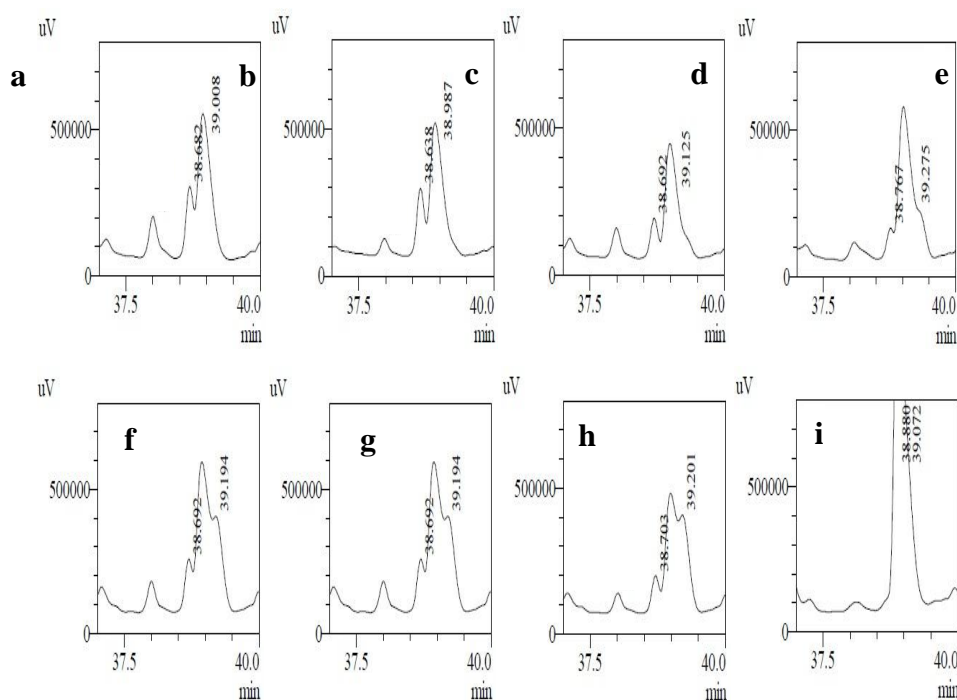 uV uV uV uV
a b c d e
500000 38.682 39.008 500000 38.638 38.987 500000 38.692 39.125 500000 38.767 39.275
0 0 0 0
37.5 40.0 37.5 40.0 37.5 40.0 37.5 40.0
min min min min
uV uV uV uV
f g h i
500000 38.692 39.194 500000 38.692 39.194 500000 38.703 39.201 500000 38.880 39.072
0 0 0 0
37.5 40.0 37.5 40.0 37.5 40.0 37.5 40.0
min min min min